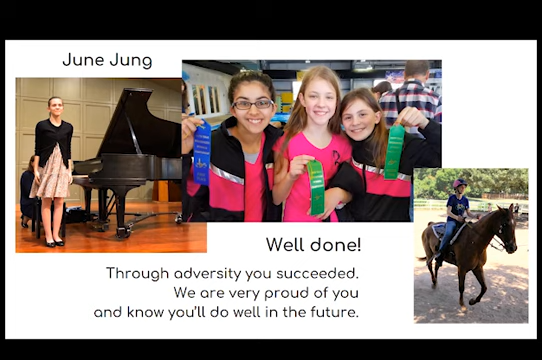 June Jung
Well done!
Through adversity you succeeded.
We are very proud of you
and know you'll do well in the future.